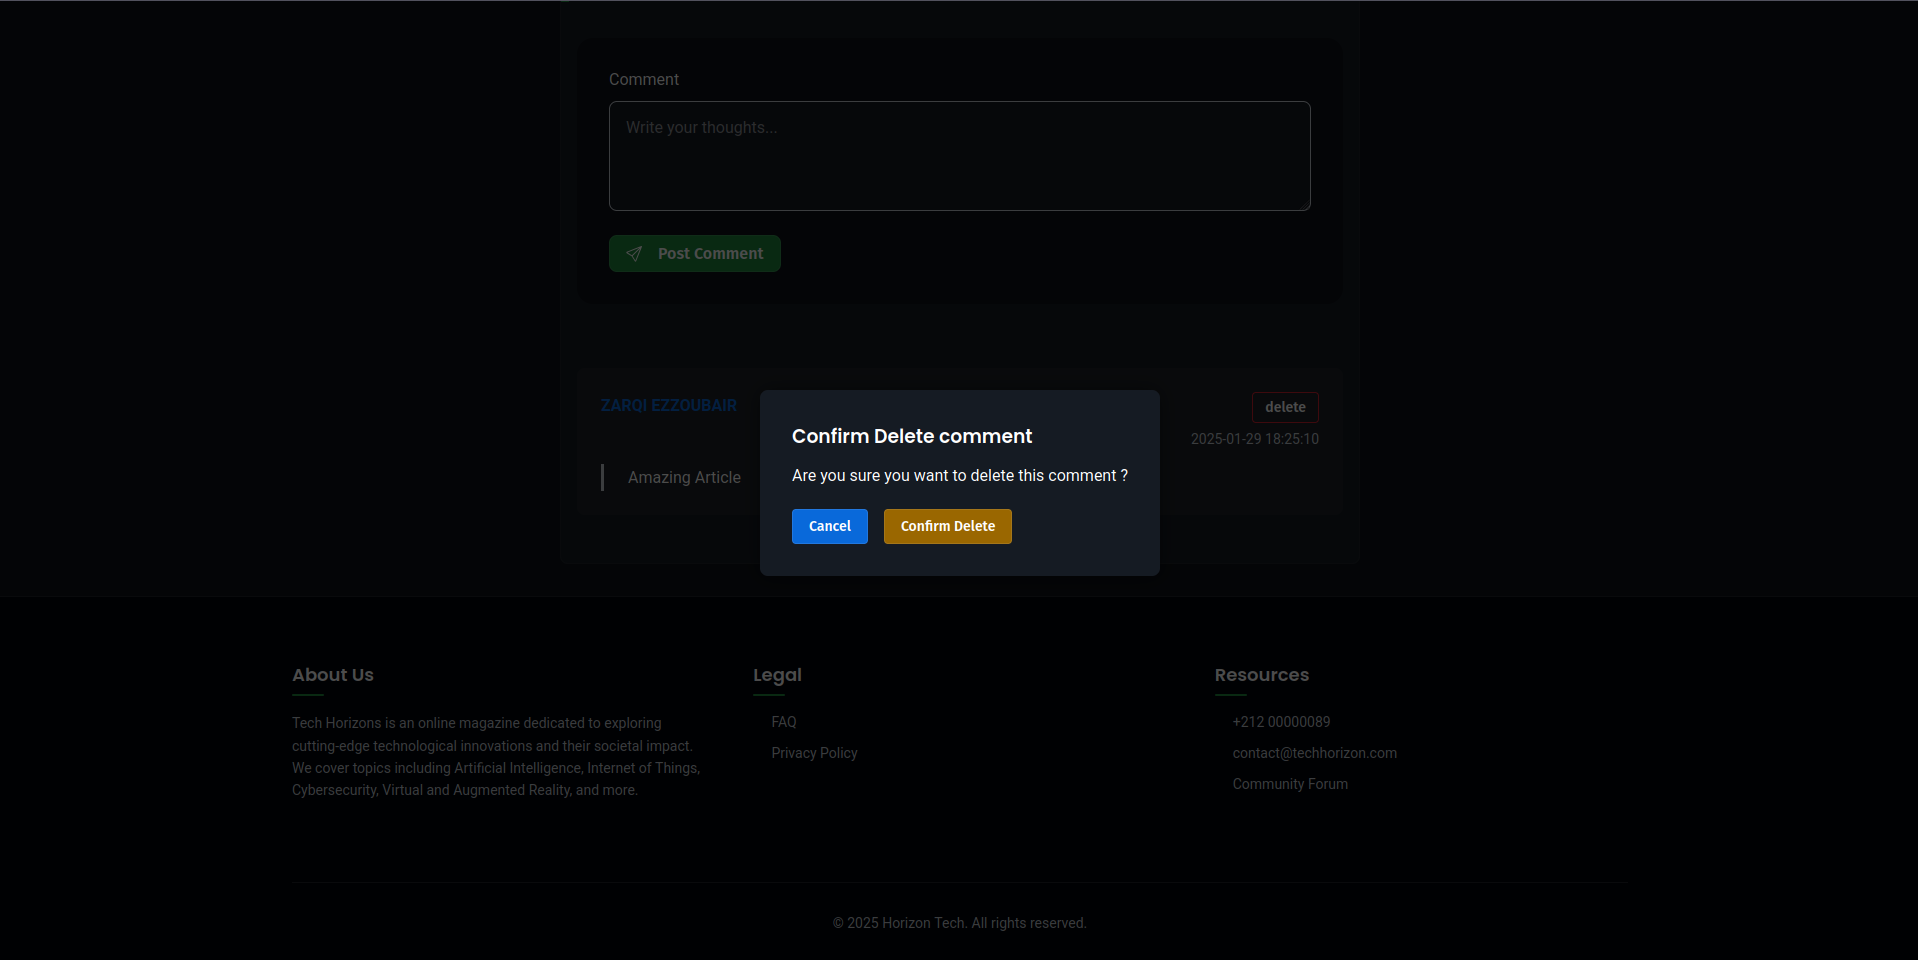 Comment
Write your thoughts...
Post Comment
ZARQI EZZOUBAIR
delete
2025-01-29 18:25:10
Amazing Article
Confirm Delete comment
Are you sure you want to delete this comment ?
Cancel
Confirm Delete
About Us
Tech Horizons is an online magazine dedicated to exploring
cutting-edge technological innovations and their societal impact.
We cover topics including Artificial Intelligence, Internet of Things,
Cybersecurity, Virtual and Augmented Reality, and more.
Legal
FAQ
Privacy Policy
Resources
+212 00000089
contact@techhorizon.com
Community Forum
© 2025 Horizon Tech. All rights reserved.